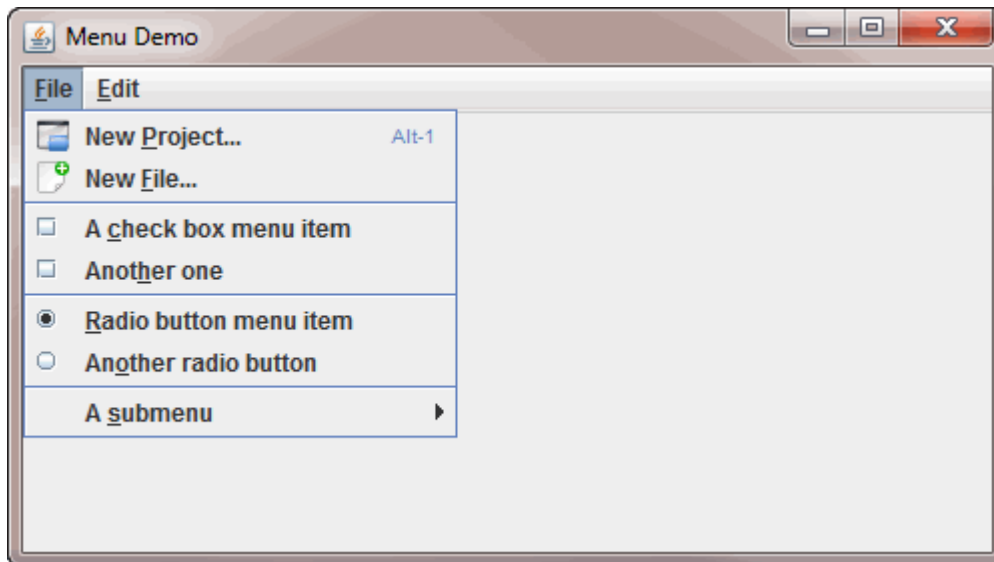 Menu Demo
File Edit
New Project... Alt-1
New File...
A check box menu item
Another one
Radio button menu item
Another radio button
A submenu